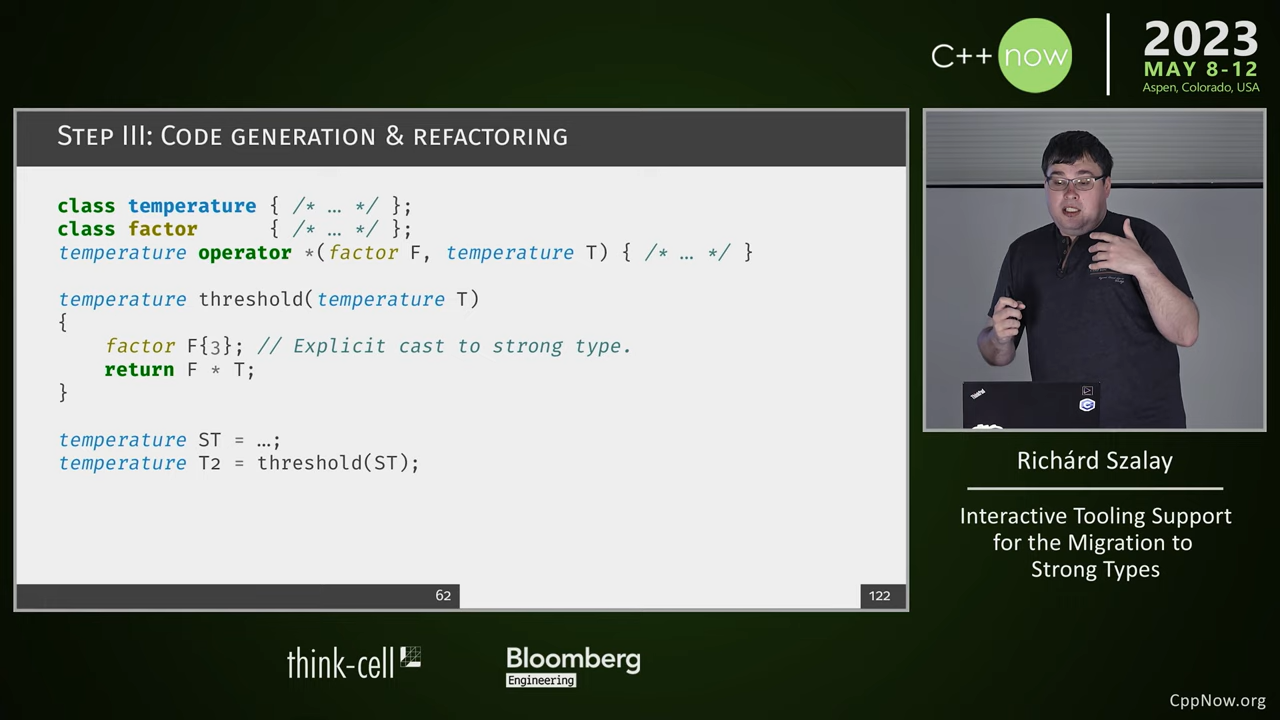 C++ now
2023
MAY 8-12
Aspen, Colorado, USA
STEP III: CODE GENERATION & REFACTORING
class temperature { /* … */ };
class factor      { /* … */ };
temperature operator *(factor F, temperature T) { /* … */ }
temperature threshold(temperature T)
{
    factor F{3}; // Explicit cast to strong type.
    return F * T;
}
temperature ST = …;
temperature T2 = threshold(ST);
62
122
ThinkPad
Richárd Szalay
Interactive Tooling Support
for the Migration to
Strong Types
think-cell
Bloomberg
Engineering
CppNow.org